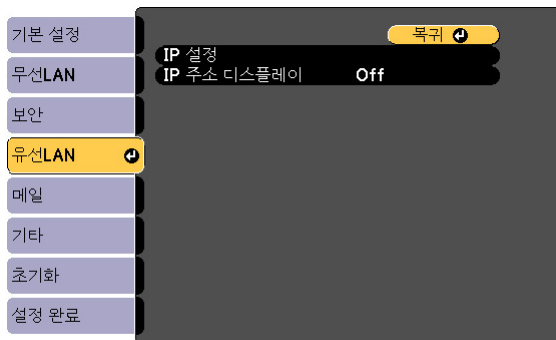 기본 설정
무선LAN
보안
유선LAN
메일
기타
초기화
설정 완료
복귀
IP 설정
IP 주소 디스플레이 Off